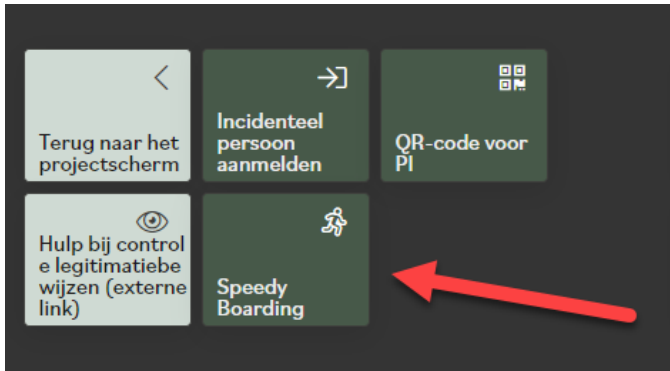 Terug naar het
projectscherm
Incidenteel
persoon
aanmelden
QR-code voor
PI
Hulp bij control
e legitimatiebe
wijzen (externe
link)
Speedy
Boarding